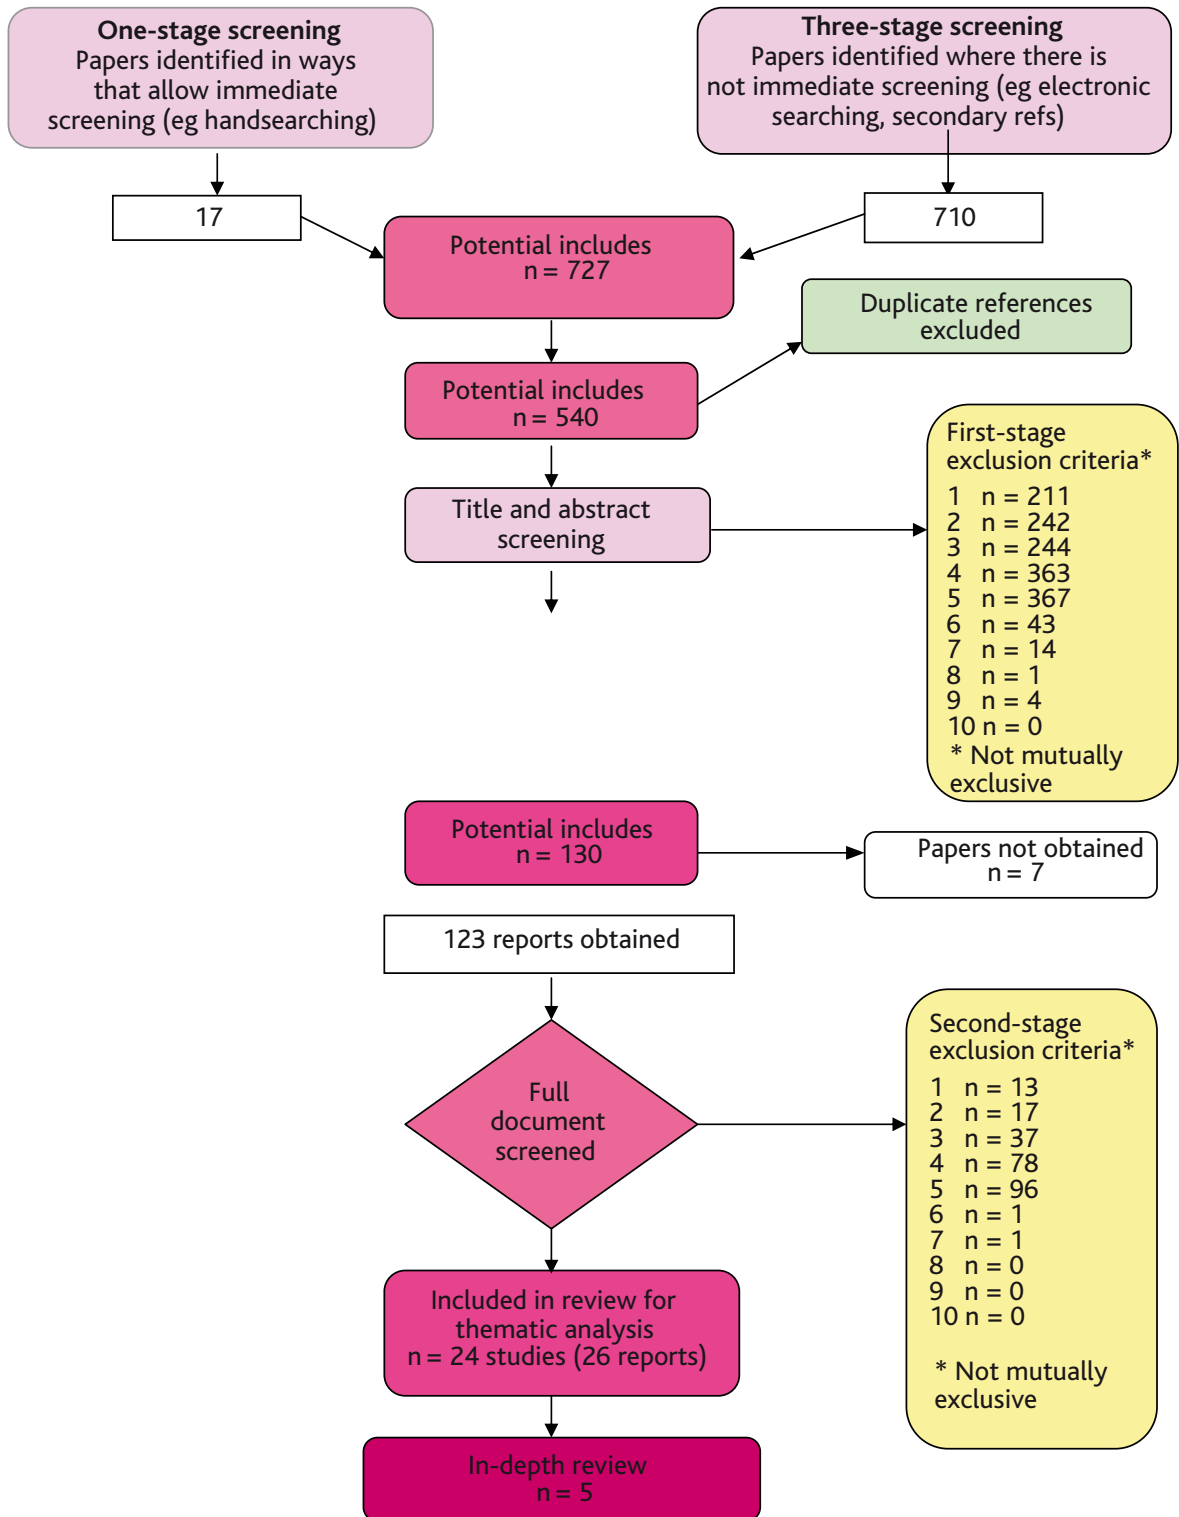 One-stage screening
Papers identified in ways
that allow immediate
screening (eg handsearching)
Three-stage screening
Papers identified where there is
not immediate screening (eg electronic
searching, secondary refs)
17
710
Potential includes
n = 727
Duplicate references
excluded
Potential includes
n = 540
Title and abstract
screening
First-stage
exclusion criteria*
1 n = 211
2 n = 242
3 n = 244
4 n = 363
5 n = 367
6 n = 43
7 n = 14
8 n = 1
9 n = 4
10 n = 0
* Not mutually
exclusive
Potential includes
n = 130
Papers not obtained
n = 7
123 reports obtained
Full
document
screened
Second-stage
exclusion criteria*
1 n = 13
2 n = 17
3 n = 37
4 n = 78
5 n = 96
6 n = 1
7 n = 1
8 n = 0
9 n = 0
10 n = 0
* Not mutually
exclusive
Included in review for
thematic analysis
n = 24 studies (26 reports)
In-depth review
n = 5